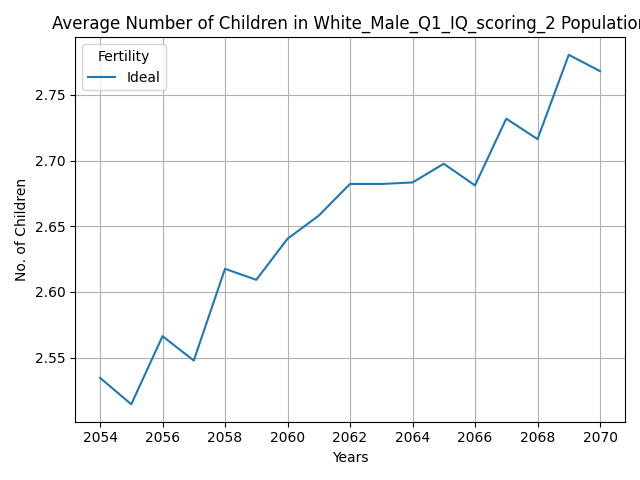 Average Number of Children in White_Male_Q1_IQ_scoring_2 Population
Fertility
Ideal
No. of Children
2.75
2.70
2.65
2.60
2.55
2054 2056 2058 2060 2062 2064 2066 2068 2070
Years